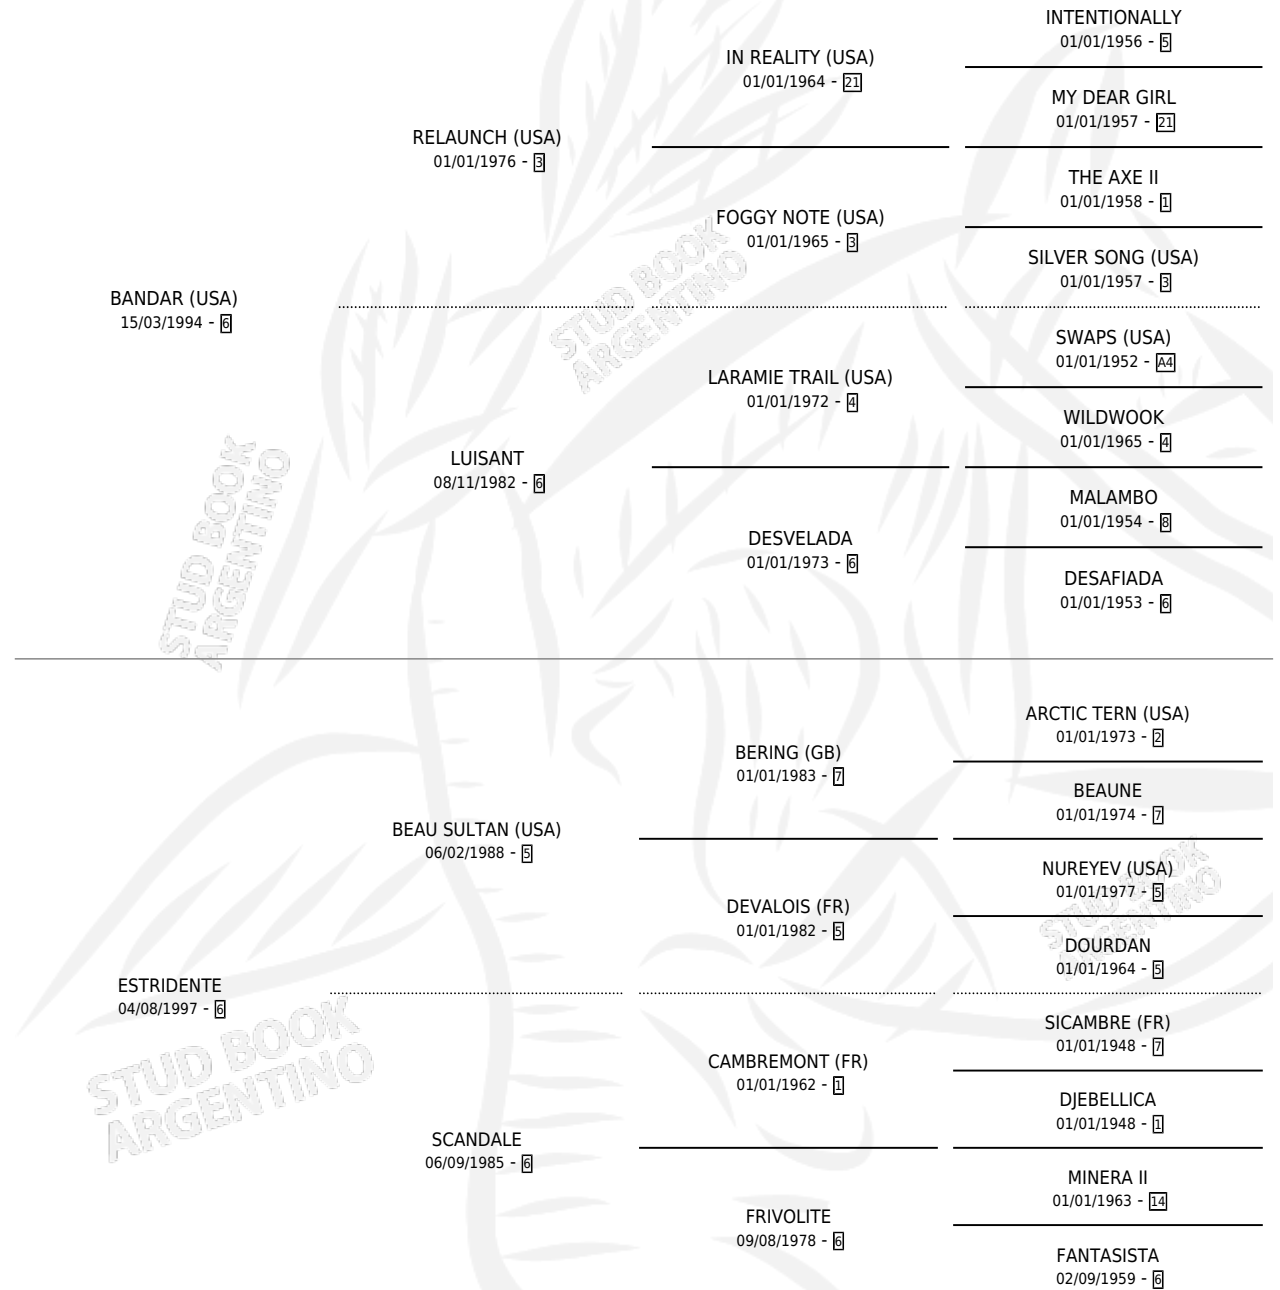 INTENTIONALLY
01/01/1956 - 5
IN REALITY (USA)
01/01/1964 - 21
MY DEAR GIRL
01/01/1957 - 21
RELAUNCH (USA)
01/01/1976 - 3
THE AXE II
01/01/1958 - 1
FOGGY NOTE (USA)
01/01/1965 - 3
SILVER SONG (USA)
01/01/1957 - 3
BANDAR (USA)
15/03/1994 - 6
SWAPS (USA)
01/01/1952 - A4
LARAMIE TRAIL (USA)
01/01/1972 - 4
WILDWOOK
01/01/1965 - 4
LUISANT
08/11/1982 - 6
MALAMBO
01/01/1954 - 8
DESVELADA
01/01/1973 - 6
DESAFIADA
01/01/1953 - 6
ARCTIC TERN (USA)
01/01/1973 - 2
BERING (GB)
01/01/1983 - 7
BEAUNE
01/01/1974 - 7
BEAU SULTAN (USA)
06/02/1988 - 5
NUREYEV (USA)
01/01/1977 - 5
DEVALOIS (FR)
01/01/1982 - 5
DOURDAN
01/01/1964 - 5
ESTRIDENTE
04/08/1997 - 6
SICAMBRE (FR)
01/01/1948 - 7
CAMBREMONT (FR)
01/01/1962 - 1
DJEBELLICA
01/01/1948 - 1
SCANDALE
06/09/1985 - 6
MINERA II
01/01/1963 - 14
FRIVOLITE
09/08/1978 - 6
FANTASISTA
02/09/1959 - 6
STUD BOOK
ARGENTINO
STUD BOOK
ARGENTINO
STUD BOOK
ARGENTINO
STUD BOOK
ARGENTINO